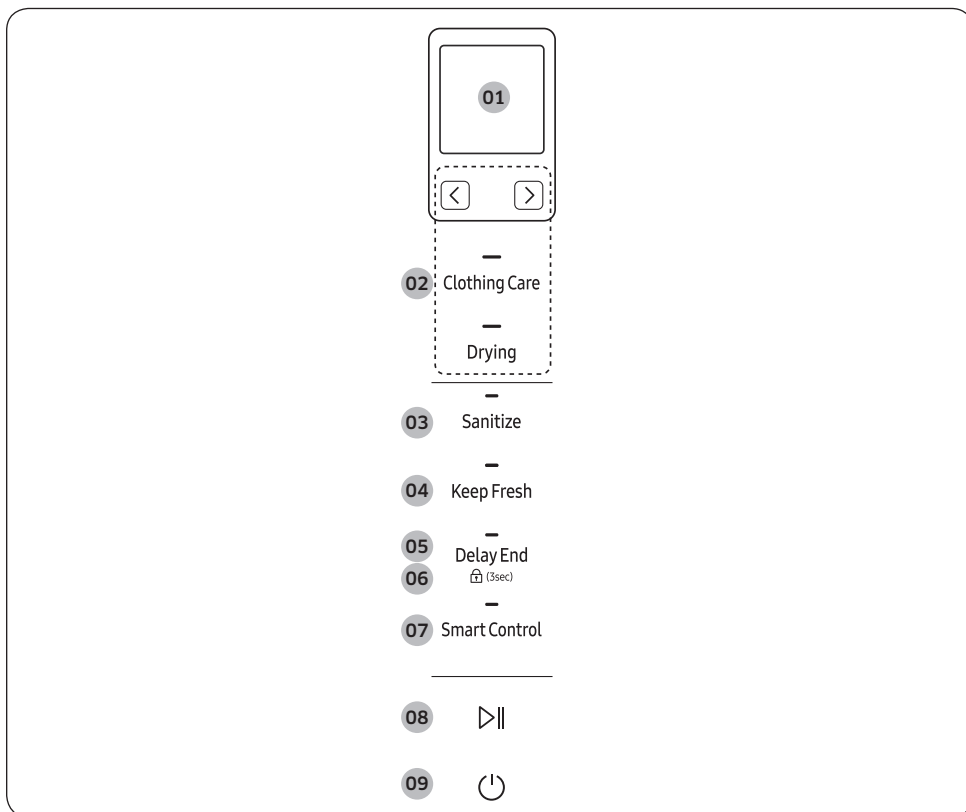 01
02 Clothing Care
Drying
03 Sanitize
04 Keep Fresh
05 Delay End
06 (3sec)
07 Smart Control
08
09